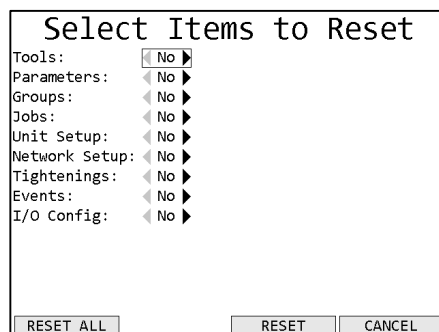 Select Items to Reset
Tools: No
Parameters: No
Groups: No
Jobs: No
Unit Setup: No
Network Setup: No
Tightenings: No
Events: No
I/O Config: No
RESET ALL RESET CANCEL